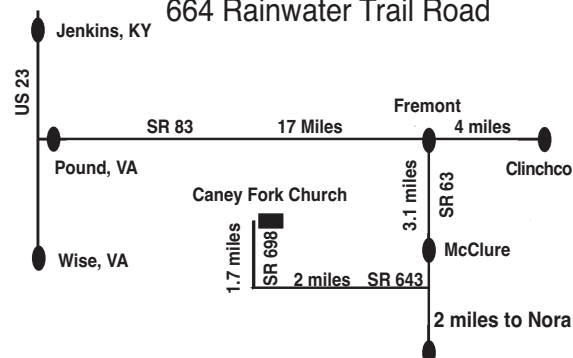 664 Rainwater Trail Road
Jenkins, KY
US 23
Fremont
SR 83
17 Miles
4 miles
Pound, VA
Clinchco
3.1 miles
SR 63
Caney Fork Church
1.7 miles
SR 698
McClure
Wise, VA
2 miles
SR 643
2 miles to Nora